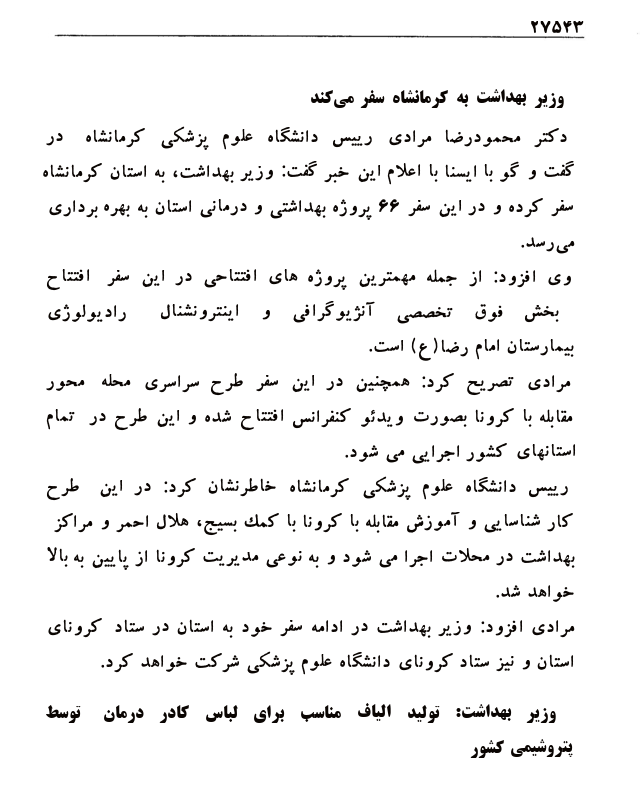 ۲۷۵۴۳
وزیر بهداشت به کرمانشاه سفر می‌کند
دکتر محمودرضا مرادی رییس دانشگاه علوم پزشکی کرمانشاه در
گفت و گو با ایسنا با اعلام این خبر گفت: وزیر بهداشت، به استان کرمانشاه
سفر کرده و در این سفر ۶۶ پروژه بهداشتی و درمانی استان به بهره برداری
می‌رسد.
وی افزود: از جمله مهمترین پروژه های افتتاحی در این سفر افتتاح
بخش فوق تخصصی آنژیوگرافی و اینترونشنال رادیولوژی
بیمارستان امام رضا(ع) است.
مرادی تصریح کرد: همچنین در این سفر طرح سراسری محله محور
مقابله با کرونا بصورت ویدئو کنفرانس افتتاح شده و این طرح در تمام
استانهای کشور اجرایی می شود.
رییس دانشگاه علوم پزشکی کرمانشاه خاطرنشان کرد: در این طرح
کار شناسایی و آموزش مقابله با کرونا با کمك بسیج، هلال احمر و مراکز
بهداشت در محلات اجرا می شود و به نوعی مدیریت کرونا از پایین به بالا
خواهد شد.
مرادی افزود: وزیر بهداشت در ادامه سفر خود به استان در ستاد کرونای
استان و نیز ستاد کرونای دانشگاه علوم پزشکی شرکت خواهد کرد.
وزیر بهداشت: تولید الیاف مناسب برای لباس کادر درمان توسط
پتروشیمی کشور